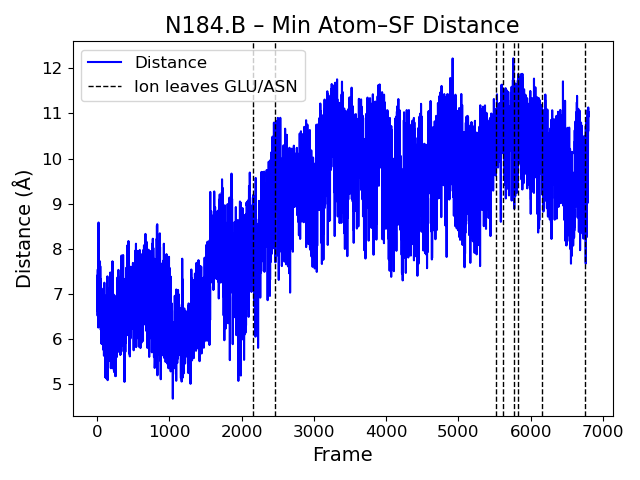 N184.B – Min Atom–SF Distance
Distance
Ion leaves GLU/ASN
Distance (Å)
12
11
10
9
8
7
6
5
0 1000 2000 3000 4000 5000 6000 7000
Frame